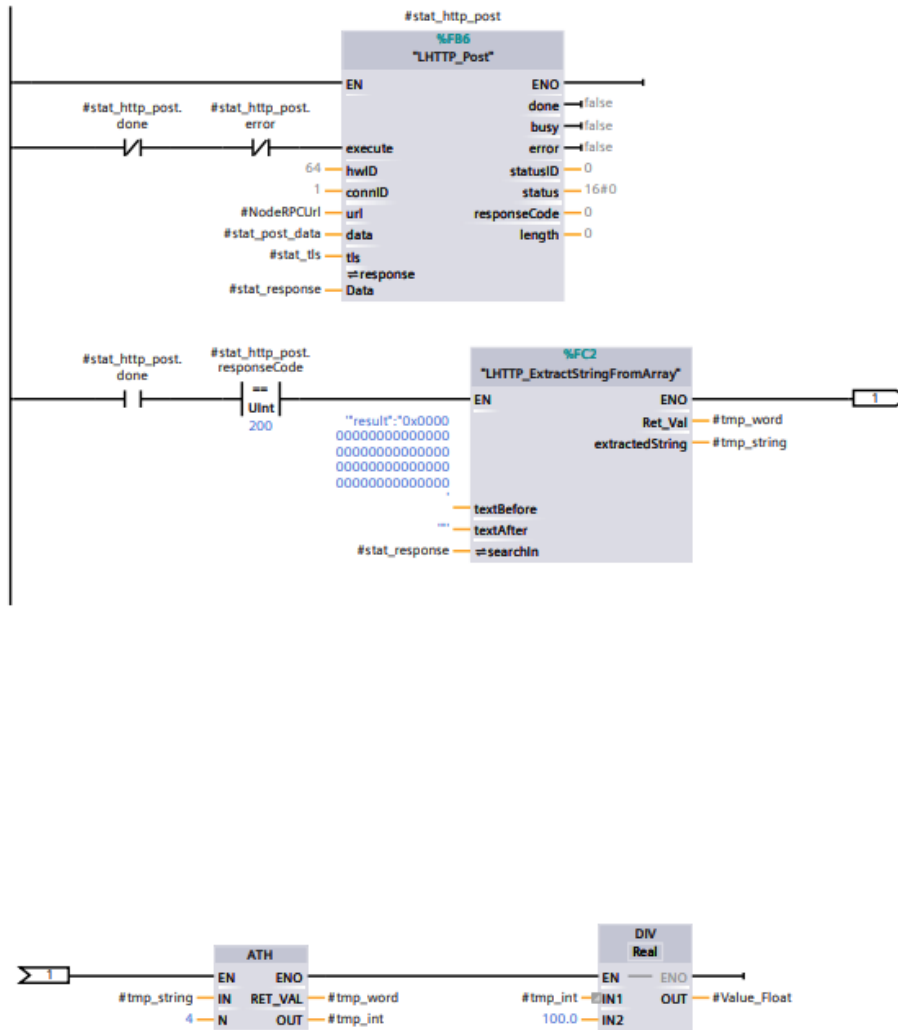 #stat_http_post
%FB6
"LHTTP_Post"
EN ENO
done false
busy false
#stat_http_post.
done
#stat_http_post.
error
execute error false
64 hwID statusID 0
1 connID status 16#0
#NodeRPCUrl url responseCode 0
#stat_post_data data length 0
#stat_tls tls
⇌response
#stat_response Data
#stat_http_post.
done
#stat_http_post.
responseCode
==
UInt
200
%FC2
"LHTTP_ExtractStringFromArray"
EN ENO
1
Ret_Val #tmp_word
extractedString #tmp_string
'"result":"0x0000
00000000000000
00000000000000
00000000000000
00000000000000
'
textBefore
'"' textAfter
#stat_response ⇌searchIn
1
ATH
EN ENO
#tmp_string IN RET_VAL #tmp_word
4 N OUT #tmp_int
DIV
Real
EN ENO
#tmp_int IN1 OUT #Value_Float
100.0 IN2